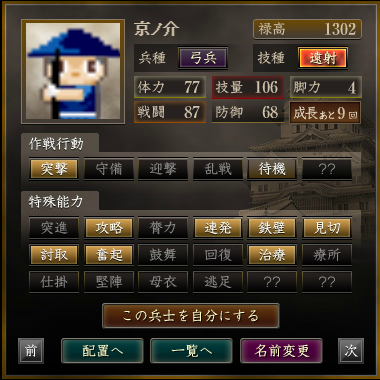 京ノ介 禄高 1302
兵種 弓兵 技種 遠射
体力 77 技量 106 脚力 4
戦闘 87 防御 68 成長あと9回
作戦行動
突撃 守備 迎撃 乱戦 待機 ??
特殊能力
突進 攻略 膂力 連発 鉄壁 見切
討取 奮起 鼓舞 回復 治療 療所
仕掛 堅陣 母衣 逃足 ?? ??
この兵士を自分にする
前 配置へ 一覧へ 名前変更 次